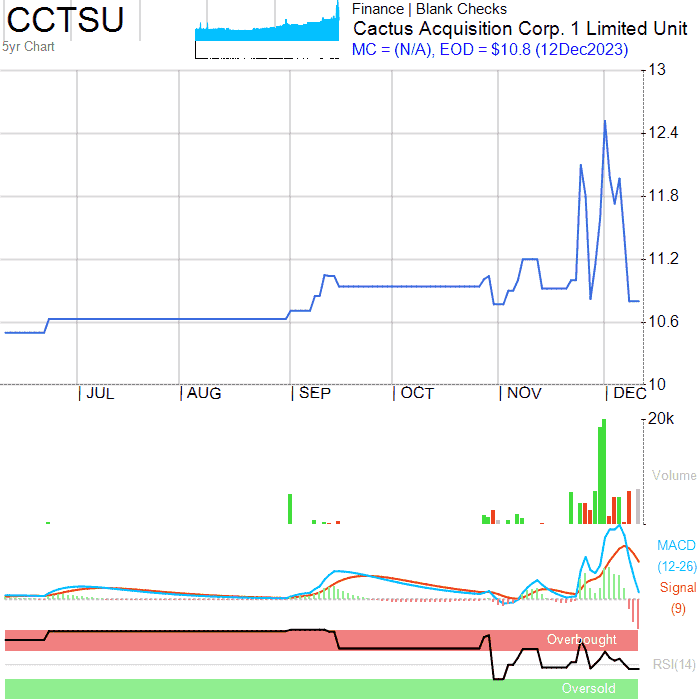 CCTSU
5yr Chart
Finance | Blank Checks
Cactus Acquisition Corp. 1 Limited Unit
MC = (N/A), EOD = $10.8 (12Dec2023)
13
12.4
11.8
11.2
10.6
10
| JUL | AUG | SEP | OCT | NOV | DEC
20k
Volume
MACD
(12-26)
Signal
(9)
Overbought
RSI(14)
Oversold